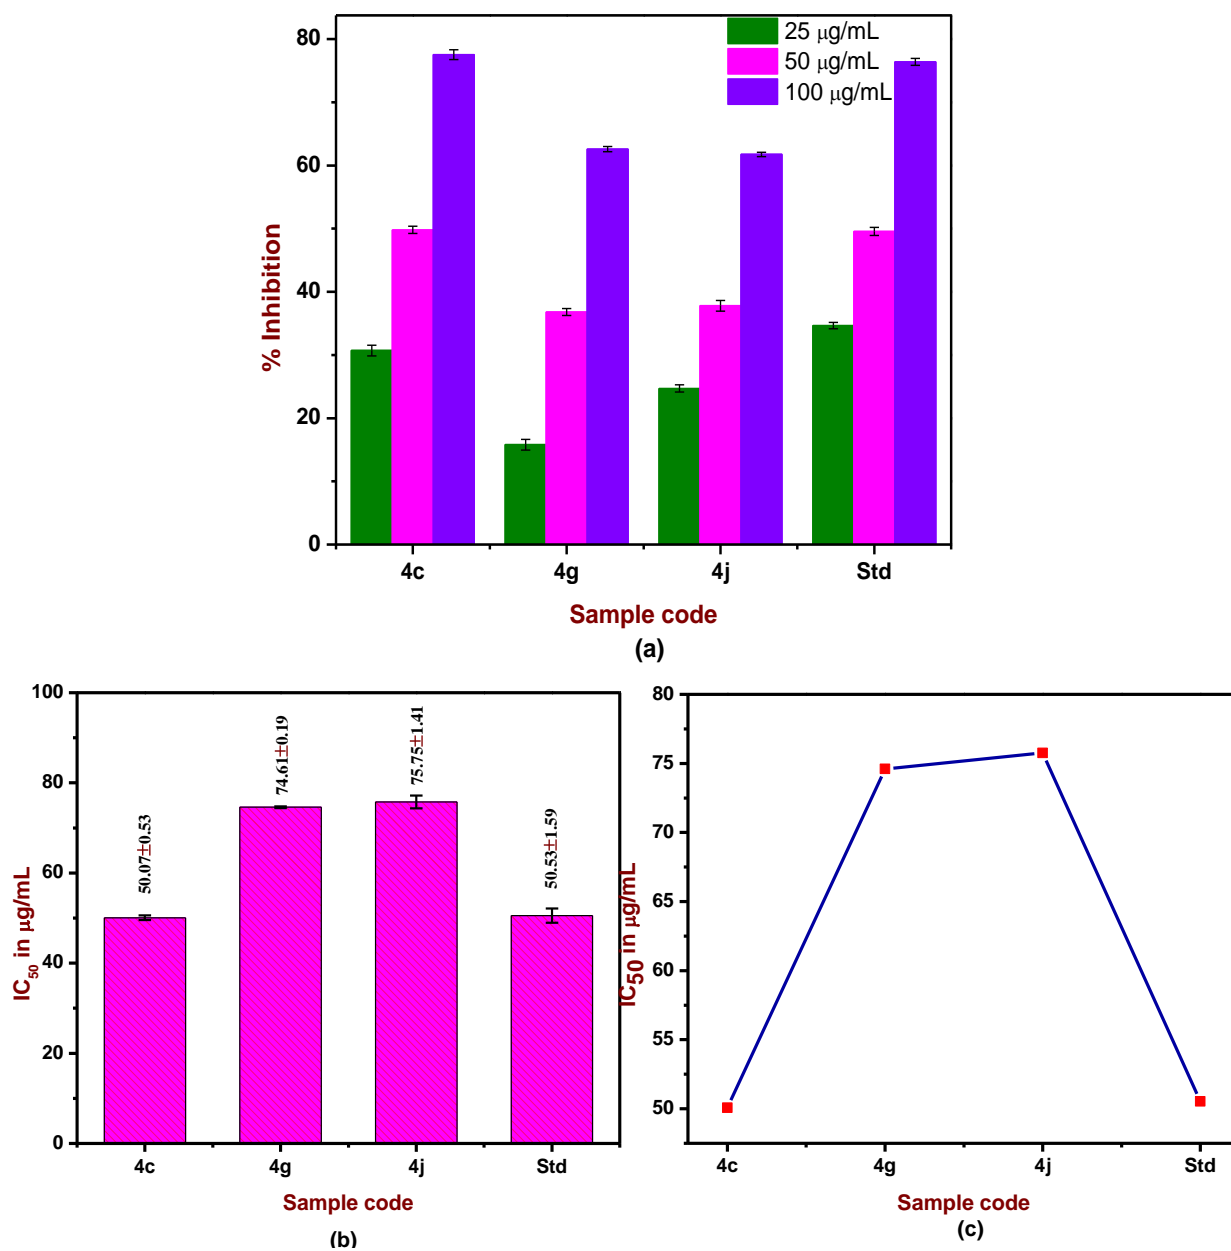 25 μg/mL
50 μg/mL
100 μg/mL
80
60
40
20
0
% Inhibition
4c 4g 4j Std
Sample code
(a)
100
80
60
40
20
0
IC50 in μg/mL
50.07±0.53
74.61±0.19
75.75±1.41
50.53±1.59
4c 4g 4j Std
Sample code
(b)
80
75
70
65
60
55
50
IC50 in μg/mL
4c 4g 4j Std
Sample code
(c)